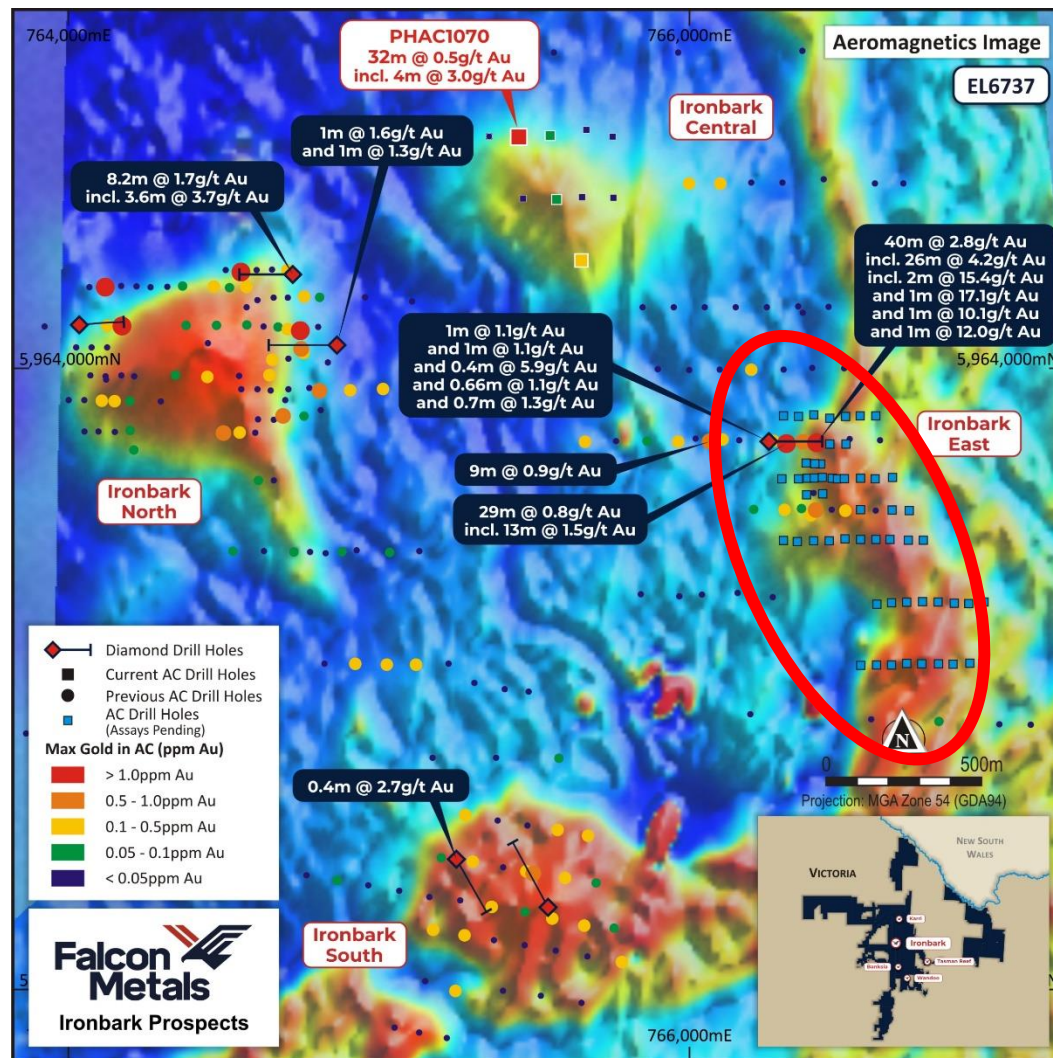 764,000mE
766,000mE
Aeromagnetics Image
EL6737
PHAC1070
32m @ 0.5g/t Au
incl. 4m @ 3.0g/t Au
Ironbark
Central
1m @ 1.6g/t Au
and 1m @ 1.3g/t Au
8.2m @ 1.7g/t Au
incl. 3.6m @ 3.7g/t Au
40m @ 2.8g/t Au
incl. 26m @ 4.2g/t Au
incl. 2m @ 15.4g/t Au
and 1m @ 17.1g/t Au
and 1m @ 10.1g/t Au
and 1m @ 12.0g/t Au
1m @ 1.1g/t Au
and 1m @ 1.1g/t Au
and 0.4m @ 5.9g/t Au
and 0.66m @ 1.1g/t Au
and 0.7m @ 1.3g/t Au
5,964,000mN
5,964,000mN
Ironbark
East
9m @ 0.9g/t Au
29m @ 0.8g/t Au
incl. 13m @ 1.5g/t Au
Ironbark
North
Diamond Drill Holes
Current AC Drill Holes
Previous AC Drill Holes
AC Drill Holes
(Assays Pending)
Max Gold in AC (ppm Au)
> 1.0ppm Au
0.5 - 1.0ppm Au
0.1 - 0.5ppm Au
0.05 - 0.1ppm Au
< 0.05ppm Au
N
500m
Projection: MGA Zone 54 (GDA94)
0.4m @ 2.7g/t Au
Ironbark
South
Falcon
Metals
Ironbark Prospects
766,000mE
NEW SOUTH
WALES
VICTORIA
Karri
Ironbark
Tasman Reef
Banksia
Wandoo